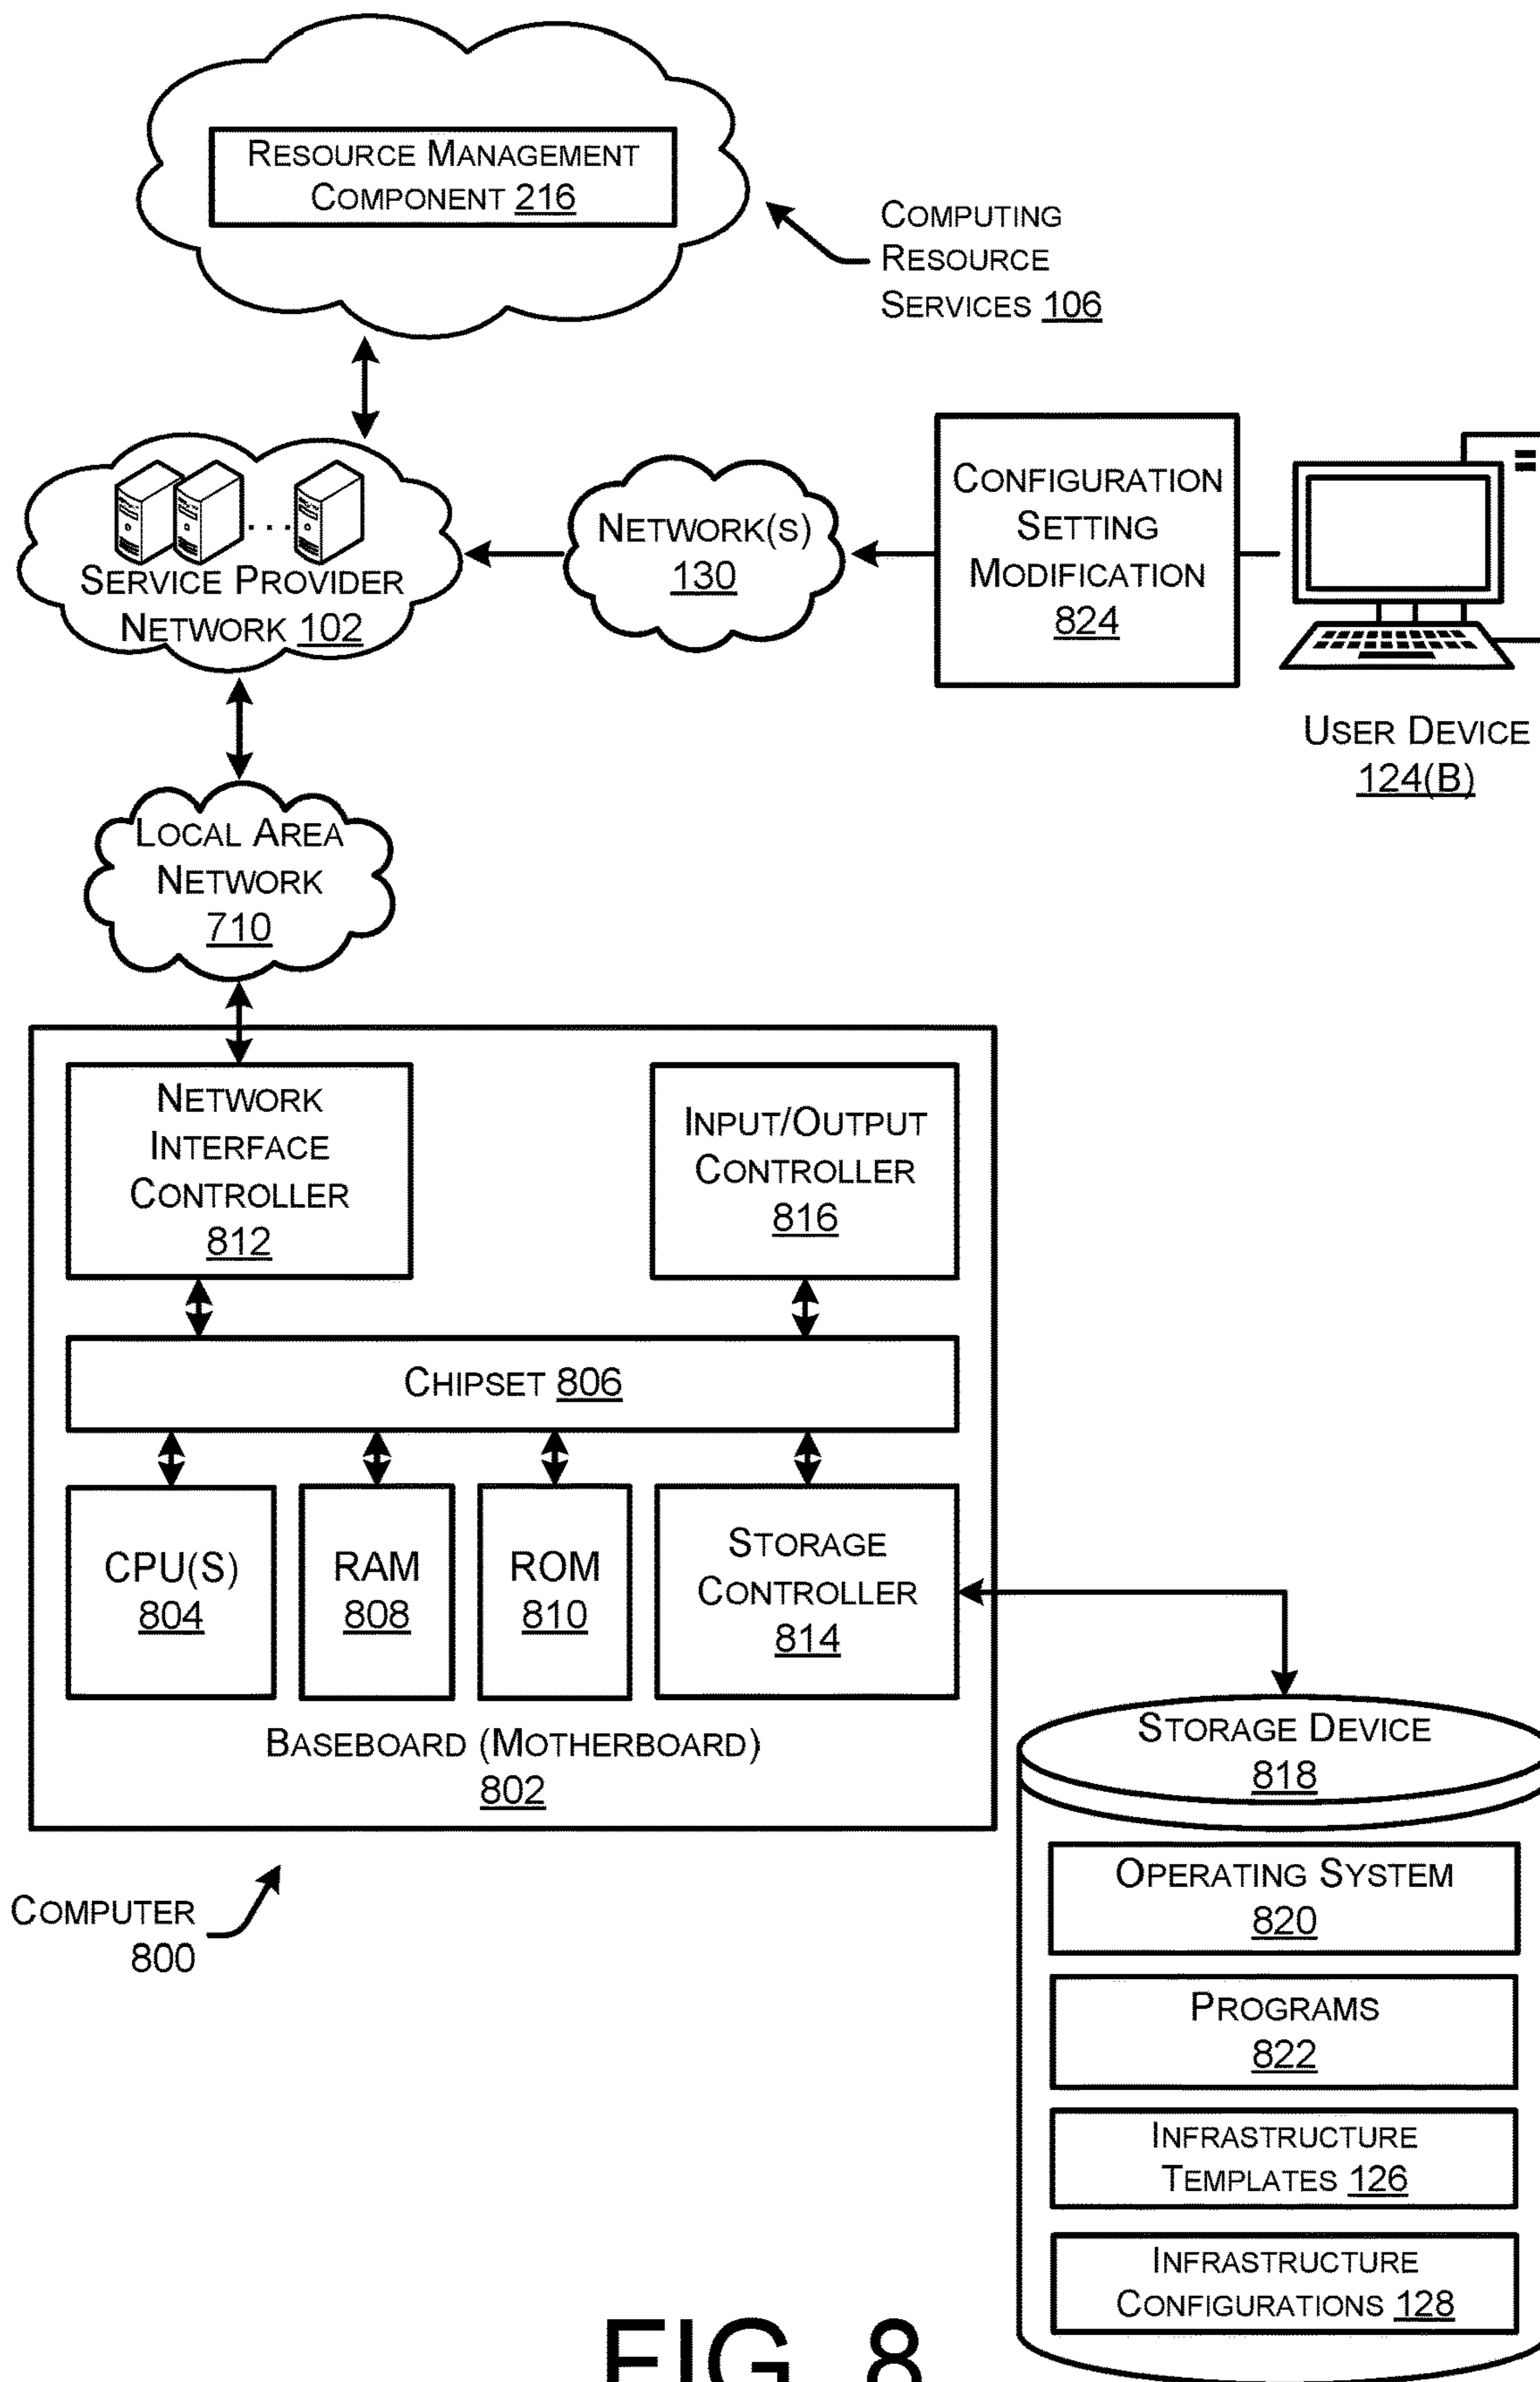 RESOURCE MANAGEMENT
COMPONENT 216
COMPUTING
RESOURCE
SERVICES 106
SERVICE PROVIDER
NETWORK 102
NETWORK(S)
130
CONFIGURATION
SETTING
MODIFICATION
824
USER DEVICE
124(B)
LOCAL AREA
NETWORK
710
NETWORK
INTERFACE
CONTROLLER
812
INPUT/OUTPUT
CONTROLLER
816
CHIPSET 806
CPU(S)
804
RAM
808
ROM
810
STORAGE
CONTROLLER
814
BASEBOARD (MOTHERBOARD)
802
COMPUTER
800
STORAGE DEVICE
818
OPERATING SYSTEM
820
PROGRAMS
822
INFRASTRUCTURE
TEMPLATES 126
INFRASTRUCTURE
CONFIGURATIONS 128
FIG. 8